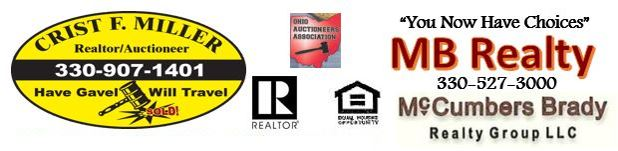 CRIST F. MILLER
Realtor/Auctioneer
330-907-1401
Have Gavel Will Travel
SOLD!
OHIO
AUCTIONEERS
ASSOCIATION
R
REALTOR®
EQUAL HOUSING
OPPORTUNITY
“You Now Have Choices”
MB Realty
330-527-3000
McCumbers Brady
Realty Group LLC